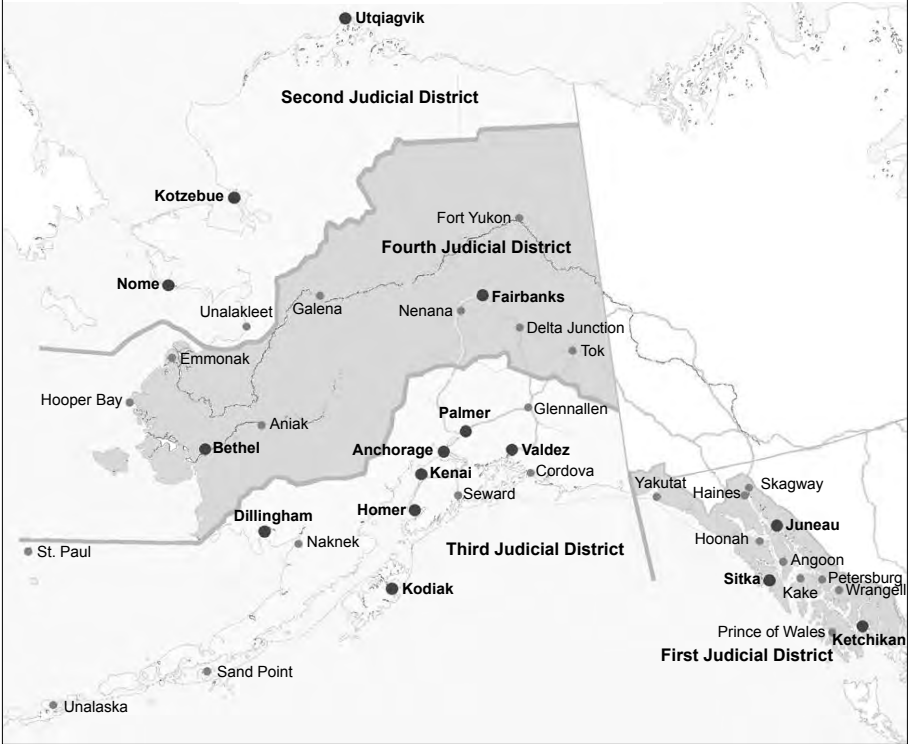 Utqiagvik
Second Judicial District
Kotzebue
Fort Yukon
Fourth Judicial District
Nome
Unalakleet
Galena
Nenana
Fairbanks
Delta Junction
Tok
Emmonak
Hooper Bay
Aniak
Bethel
Glennallen
Palmer
Anchorage
Valdez
Kenai
Cordova
Seward
Homer
Dillingham
Naknek
St. Paul
Third Judicial District
Kodiak
Yakutat
Haines
Skagway
Juneau
Hoonah
Angoon
Sitka
Petersburg
Kake
Wrangell
Prince of Wales
Ketchikan
First Judicial District
Sand Point
Unalaska